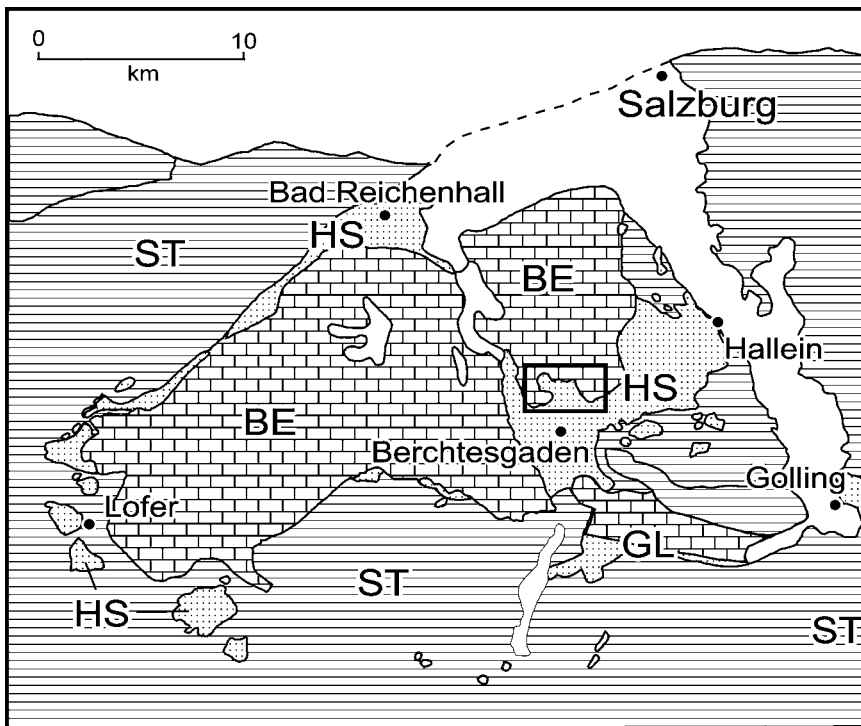 0 10
km
Salzburg
Bad Reichenhall
HS
ST
BE
Hallein
HS
BE
Berchtesgaden
Golling
Lofer
GL
ST
HS
ST